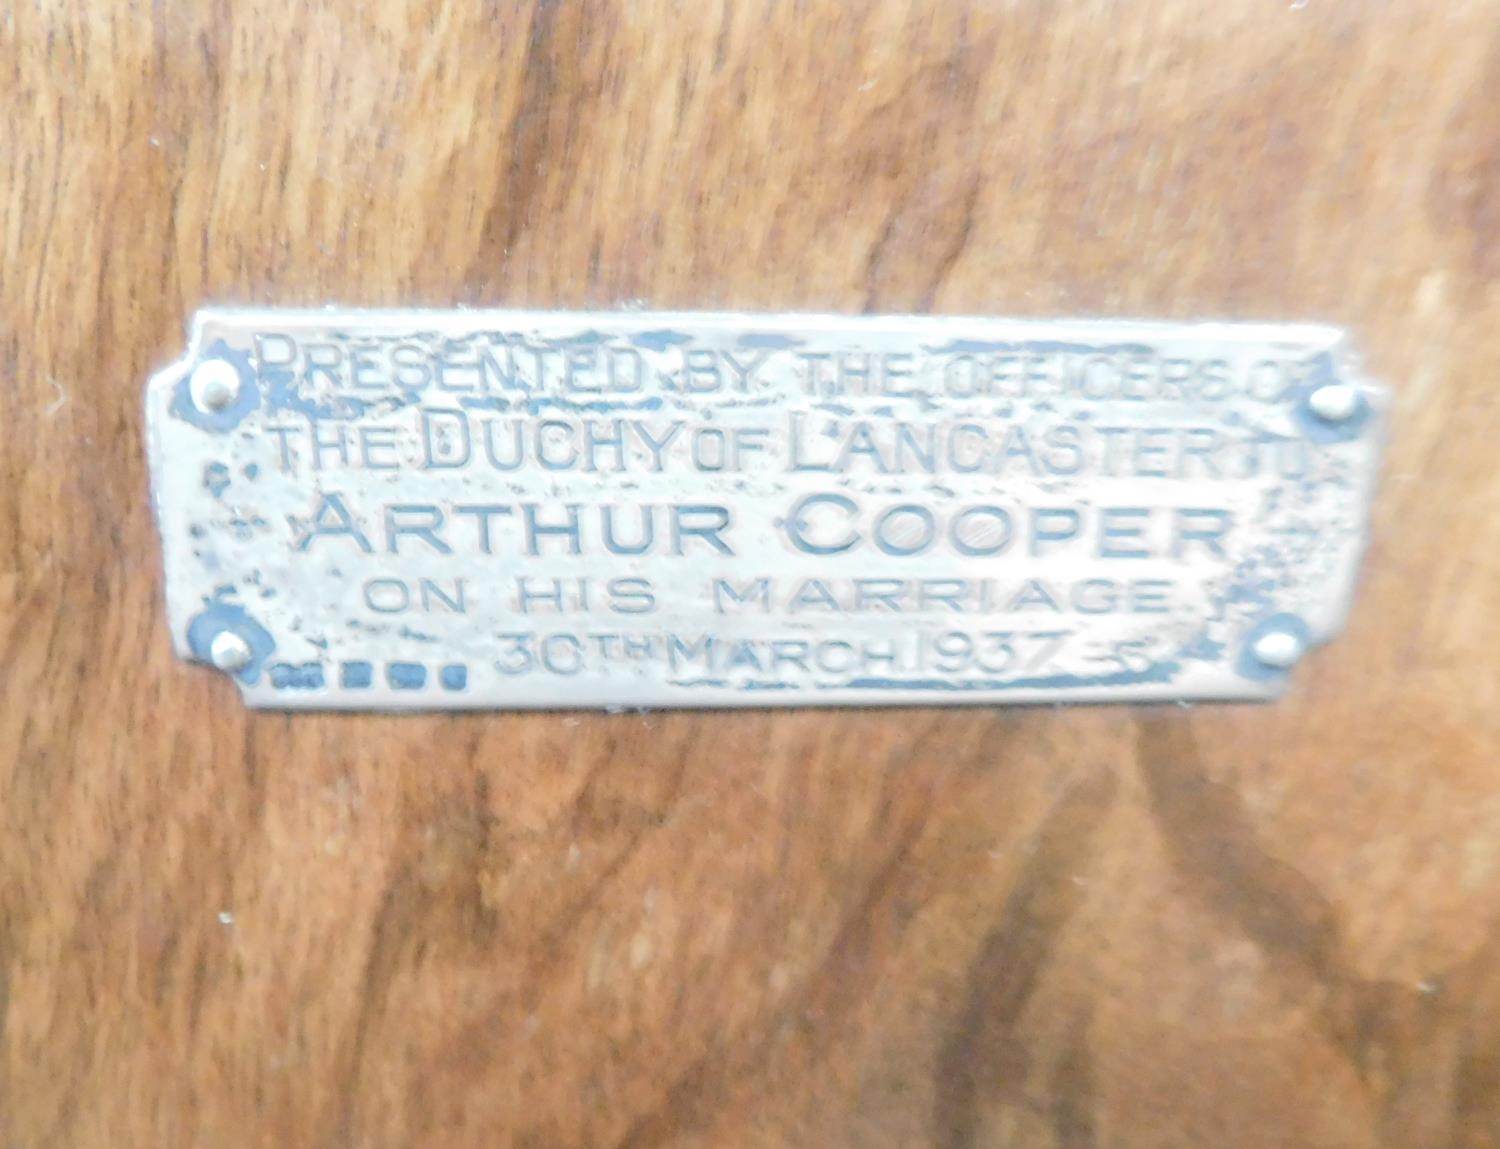 PRESENTED BY THE OFFICERS OF
THE DUCHY OF LANCASTER TO
ARTHUR COOPER
ON HIS MARRIAGE
30TH MARCH 1937